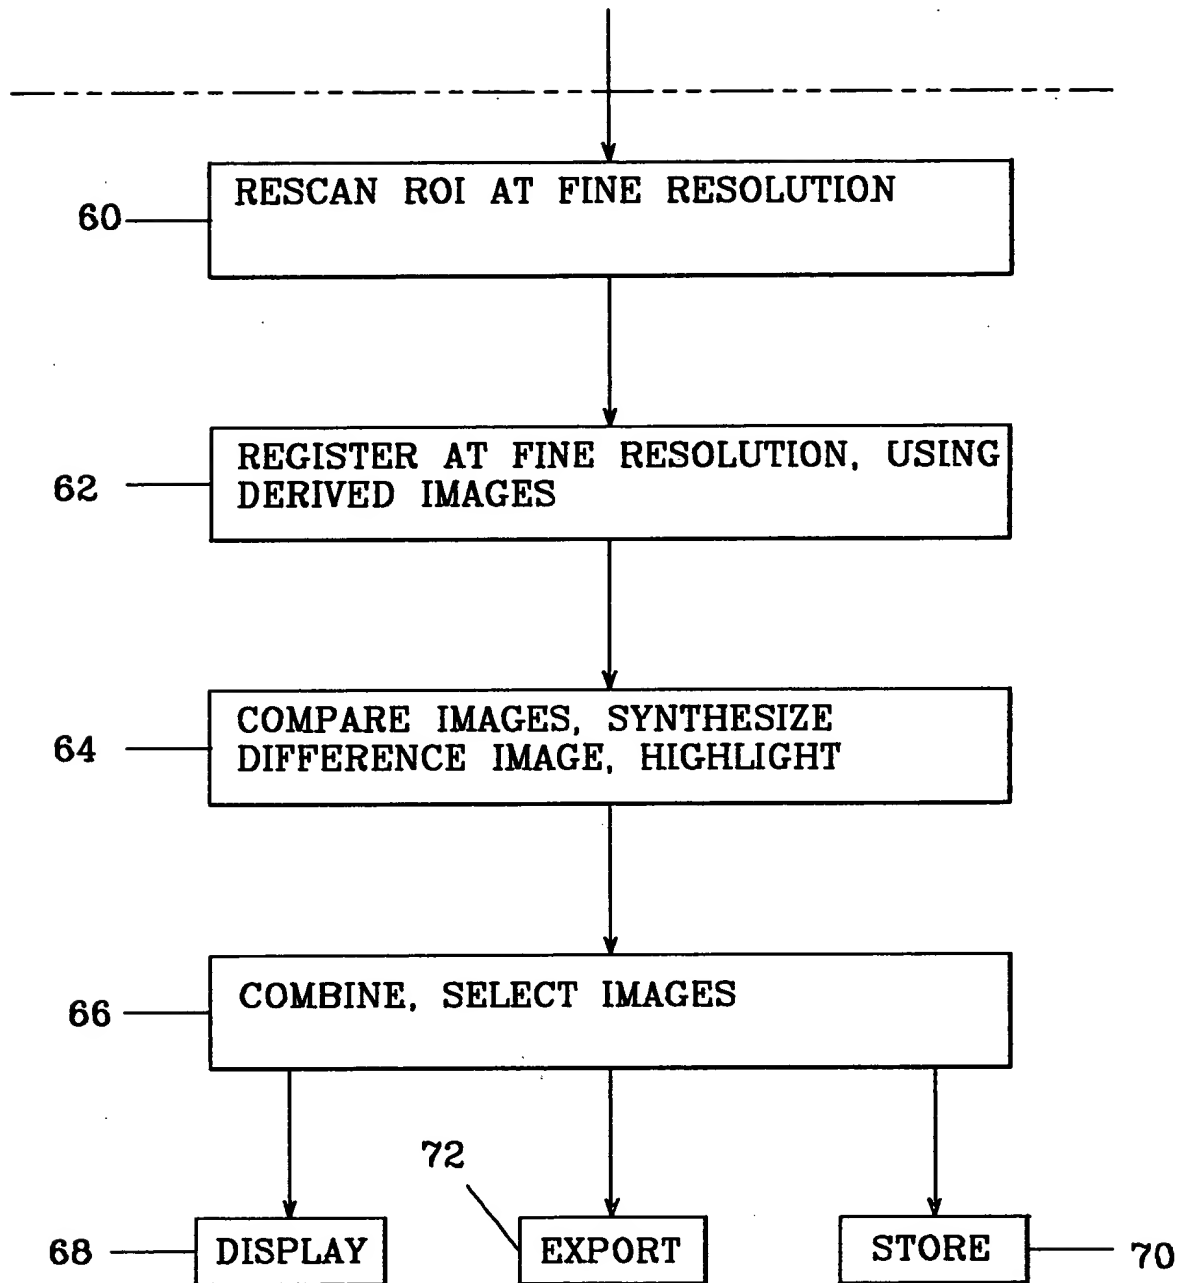 RESCAN ROI AT FINE RESOLUTION
60
REGISTER AT FINE RESOLUTION, USING
DERIVED IMAGES
62
COMPARE IMAGES, SYNTHESIZE
DIFFERENCE IMAGE, HIGHLIGHT
64
COMBINE, SELECT IMAGES
66
72
68 DISPLAY EXPORT STORE 70